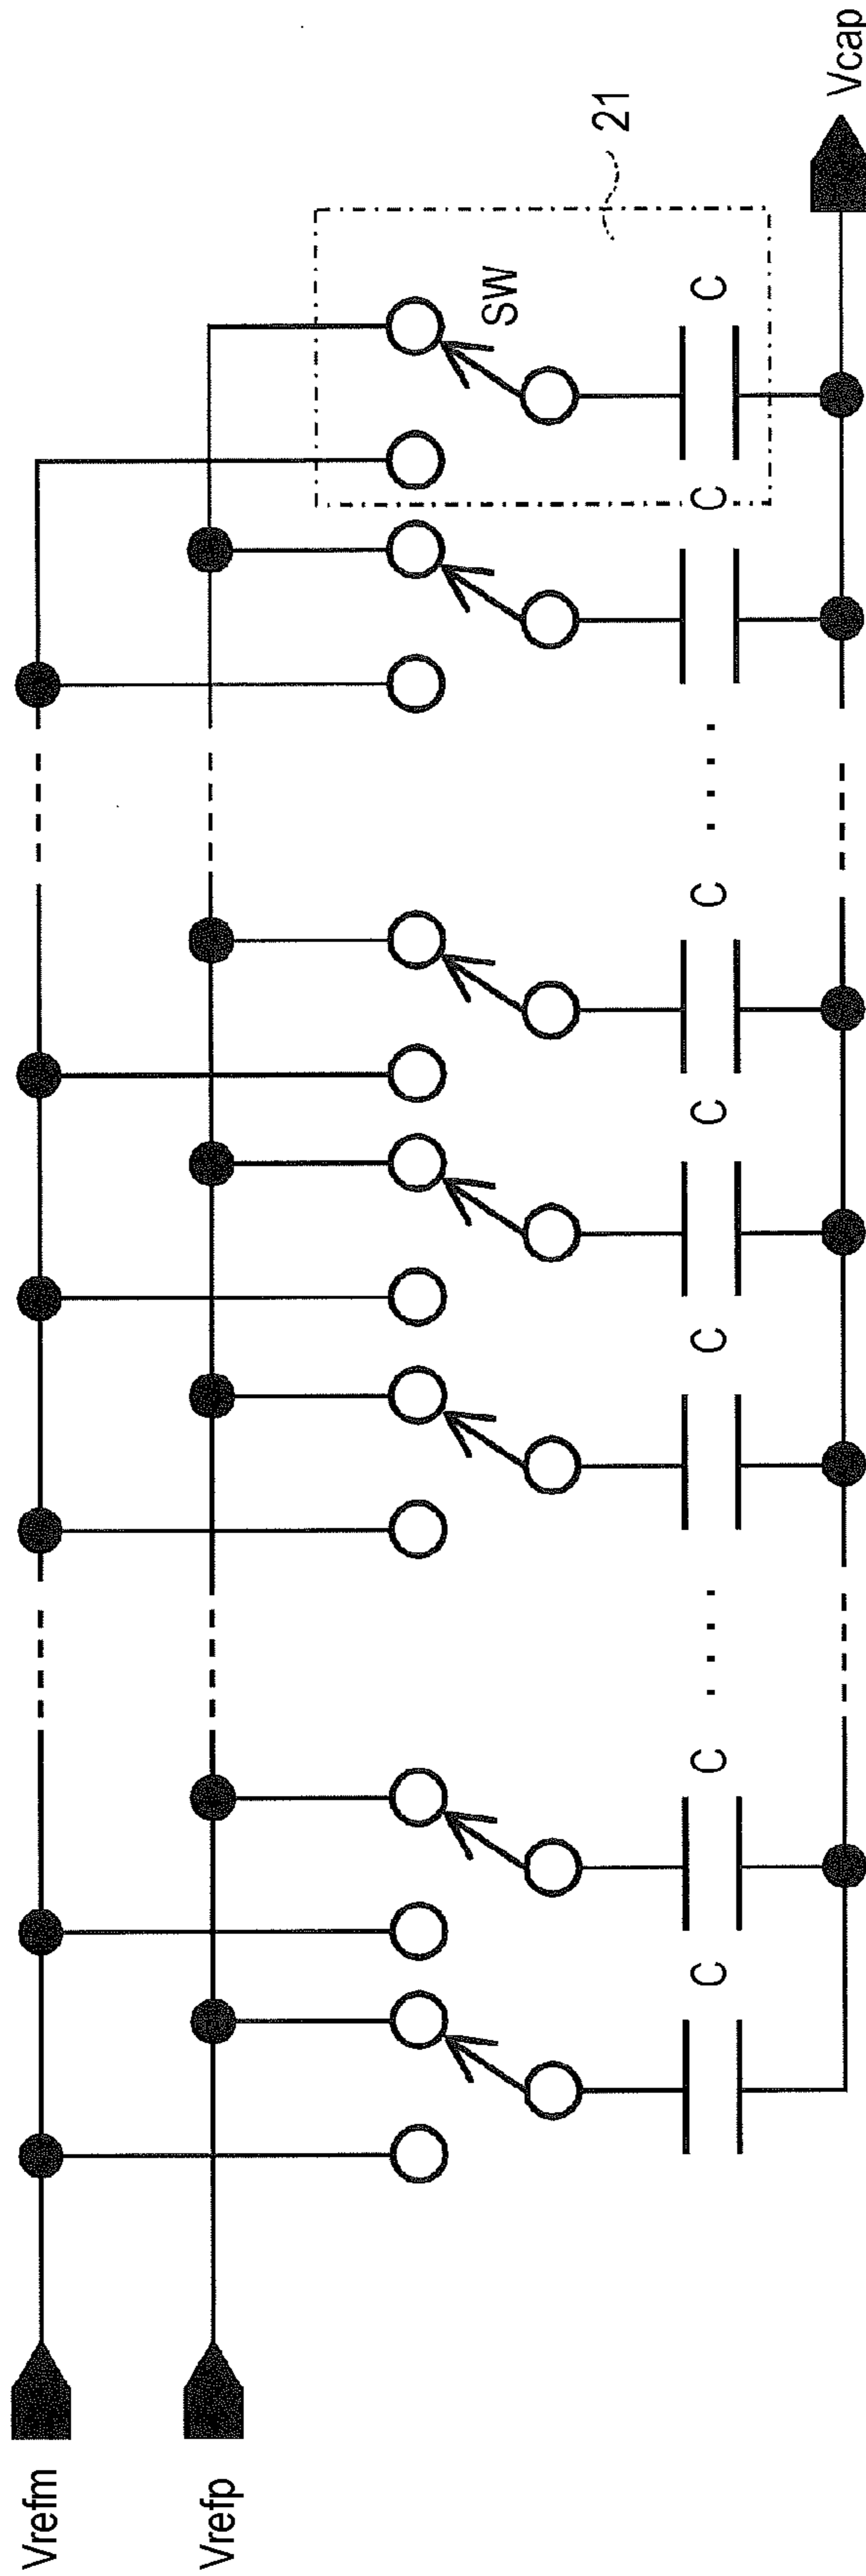 Vrefm
Vrefp
C
C
. . . .
C
C
C
. . . .
C
C
SW
21
Vcap